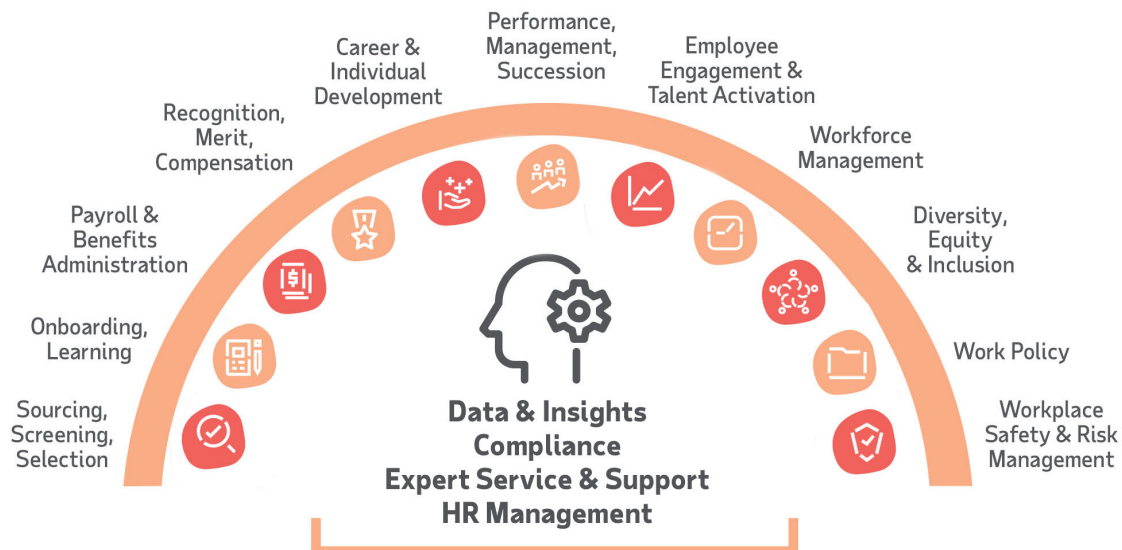 Performance,
Management,
Succession
Career &
Individual
Development
Employee
Engagement &
Talent Activation
Recognition,
Merit,
Compensation
Workforce
Management
Payroll &
Benefits
Administration
Diversity,
Equity
& Inclusion
Onboarding,
Learning
Work Policy
Sourcing,
Screening,
Selection
Workplace
Safety & Risk
Management
$
Data & Insights
Compliance
Expert Service & Support
HR Management